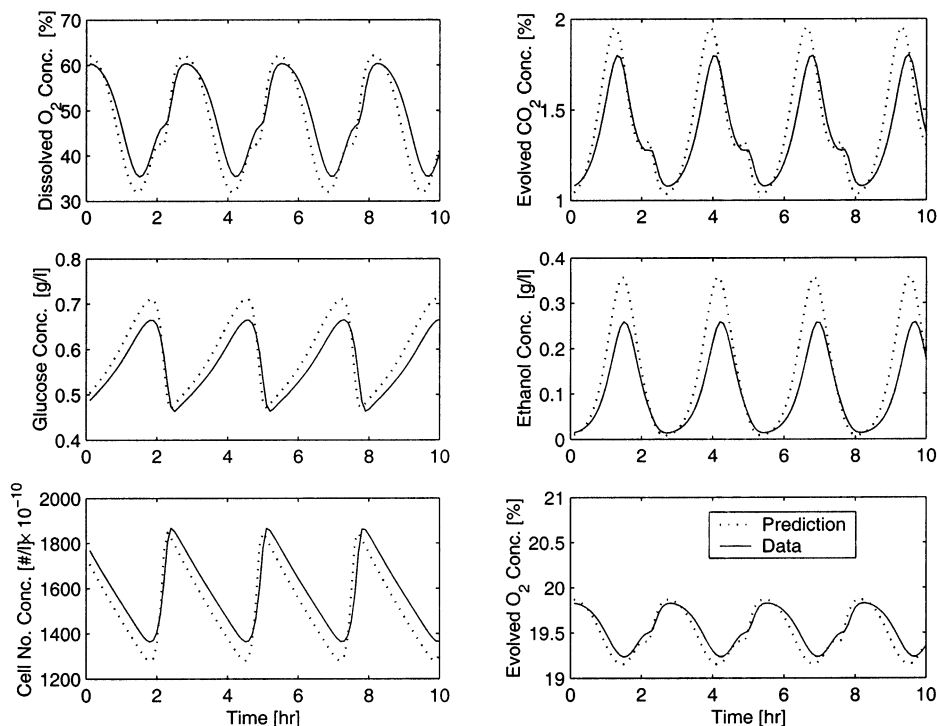 70
60
50
40
30
Dissolved O2 Conc. [%]
0 2 4 6 8 10
2
1.5
1
Evolved CO2 Conc. [%]
0 2 4 6 8 10
0.8
0.7
0.6
0.5
0.4
Glucose Conc. [g/l]
0 2 4 6 8 10
0.4
0.3
0.2
0.1
0
Ethanol Conc. [g/l]
0 2 4 6 8 10
2000
1800
1600
1400
1200
Cell No. Conc. [#/l]× 10^-10
0 2 4 6 8 10
Time [hr]
21
20.5
20
19.5
19
Evolved O2 Conc. [%]
Prediction
Data
0 2 4 6 8 10
Time [hr]